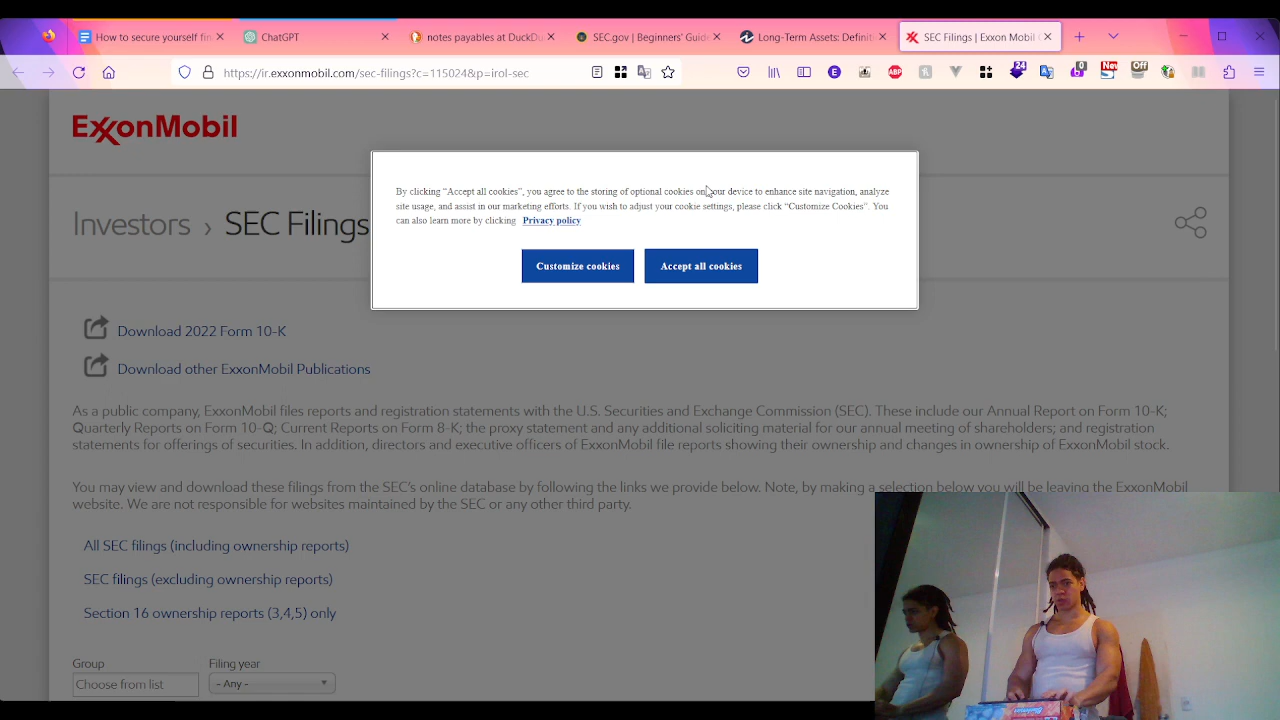 How to secure yourself fin
ChatGPT
notes payables at DuckDu
SEC.gov | Beginners' Guide
Long-Term Assets: Definit
SEC Filings | Exxon Mobil C
https://ir.exxonmobil.com/sec-filings?c=115024&p=irol-sec
E
ABP
24
0
New
Off
ExxonMobil
By clicking “Accept all cookies”, you agree to the storing of optional cookies on your device to enhance site navigation, analyze
site usage, and assist in our marketing efforts. If you wish to adjust your cookie settings, please click “Customize Cookies”. You
can also learn more by clicking Privacy policy
Customize cookies
Accept all cookies
Investors › SEC Filings
Download 2022 Form 10-K
Download other ExxonMobil Publications
As a public company, ExxonMobil files reports and registration statements with the U.S. Securities and Exchange Commission (SEC). These include our Annual Report on Form 10-K;
Quarterly Reports on Form 10-Q; Current Reports on Form 8-K; the proxy statement and any additional soliciting material for our annual meeting of shareholders; and registration
statements for offerings of securities. In addition, directors and executive officers of ExxonMobil file reports showing their ownership and changes in ownership of ExxonMobil stock.
You may view and download these filings from the SEC's online database by following the links we provide below. Note, by making a selection below you will be leaving the ExxonMobil
website. We are not responsible for websites maintained by the SEC or any other third party.
All SEC filings (including ownership reports)
SEC filings (excluding ownership reports)
Section 16 ownership reports (3,4,5) only
Group
Filing year
Choose from list
- Any -